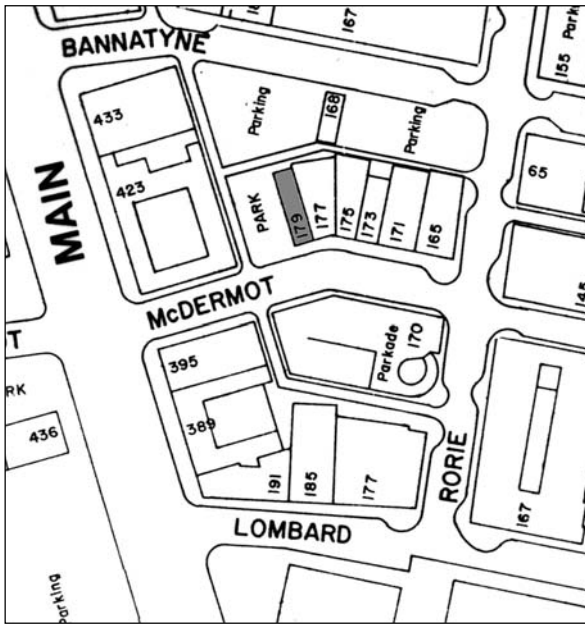 167
BANNATYNE
155
Parking
168
Parking
433
423
65
MAIN
PARK
179
177
175
173
171
165
McDERMOT
145
T
395
170
Parkade
RK
389
436
RORIE
191
185
177
167
LOMBARD
Parking